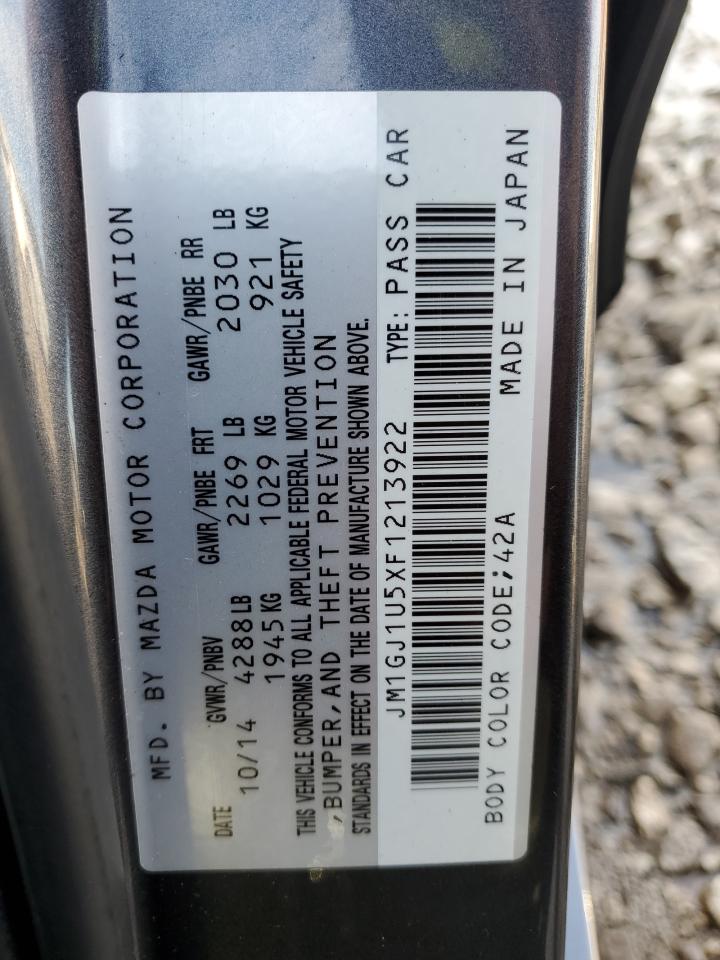 MFD. BY MAZDA MOTOR CORPORATION
DATE GVWR/PNBV GAWR/PNBE FRT GAWR/PNBE RR
10/14 4288LB 2269 LB 2030 LB
1945KG 1029 KG 921 KG
THIS VEHICLE CONFORMS TO ALL APPLICABLE FEDERAL MOTOR VEHICLE SAFETY
,BUMPER,AND THEFT PREVENTION
STANDARDS IN EFFECT ON THE DATE OF MANUFACTURE SHOWN ABOVE.
JM1GJ1U5XF1213922 TYPE: PASS CAR
BODY COLOR CODE;42A MADE IN JAPAN